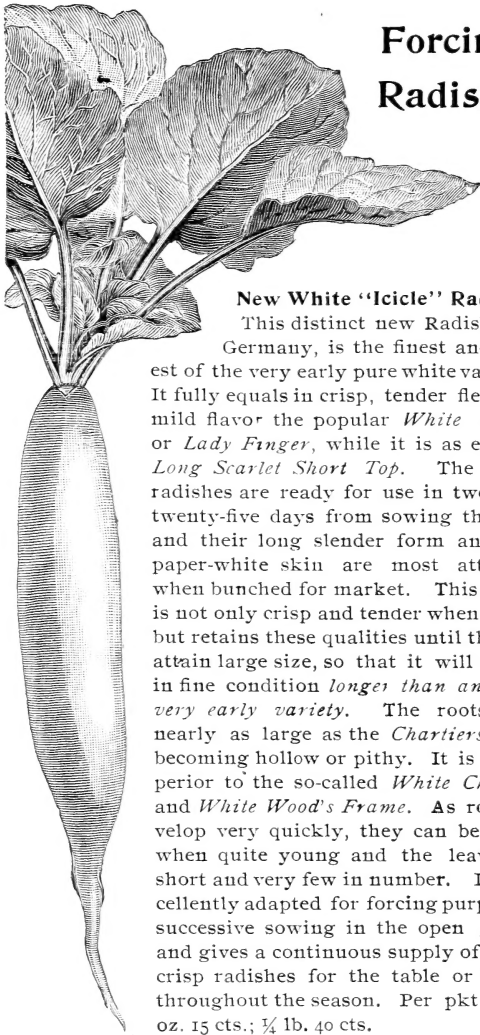 Forcin
Radis
New White "Icicle" Ra
This distinct new Radis
Germany, is the finest an
est of the very early pure white va
It fully equals in crisp, tender fle
mild flavor the popular White
or Lady Finger, while it is as e
Long Scarlet Short Top. The
radishes are ready for use in tw
twenty-five days from sowing th
and their long slender form an
paper-white skin are most att
when bunched for market. This
is not only crisp and tender when
but retains these qualities until th
attain large size, so that it will
in fine condition longer than an
very early variety. The roots
nearly as large as the Chartiers
becoming hollow or pithy. It is
perior to the so-called White Ch
and White Wood's Frame. As re
velop very quickly, they can be
when quite young and the leav
short and very few in number. I
cellently adapted for forcing purp
successive sowing in the open
and gives a continuous supply of
crisp radishes for the table or
throughout the season. Per pkt
oz. 15 cts.; ¼ lb. 40 cts.